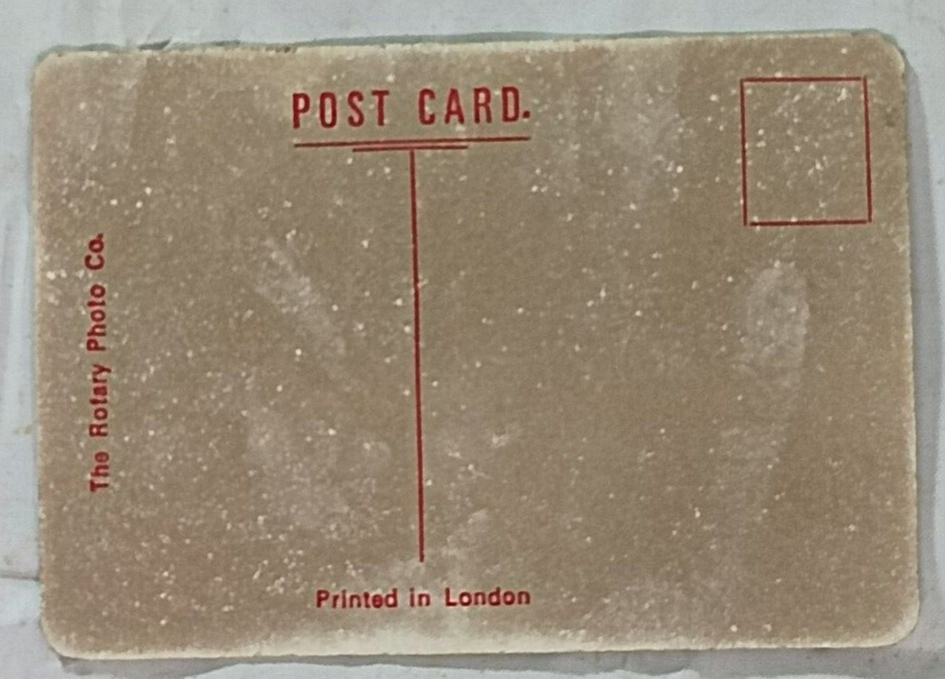 POST CARD.
The Rotary Photo Co.
Printed in London